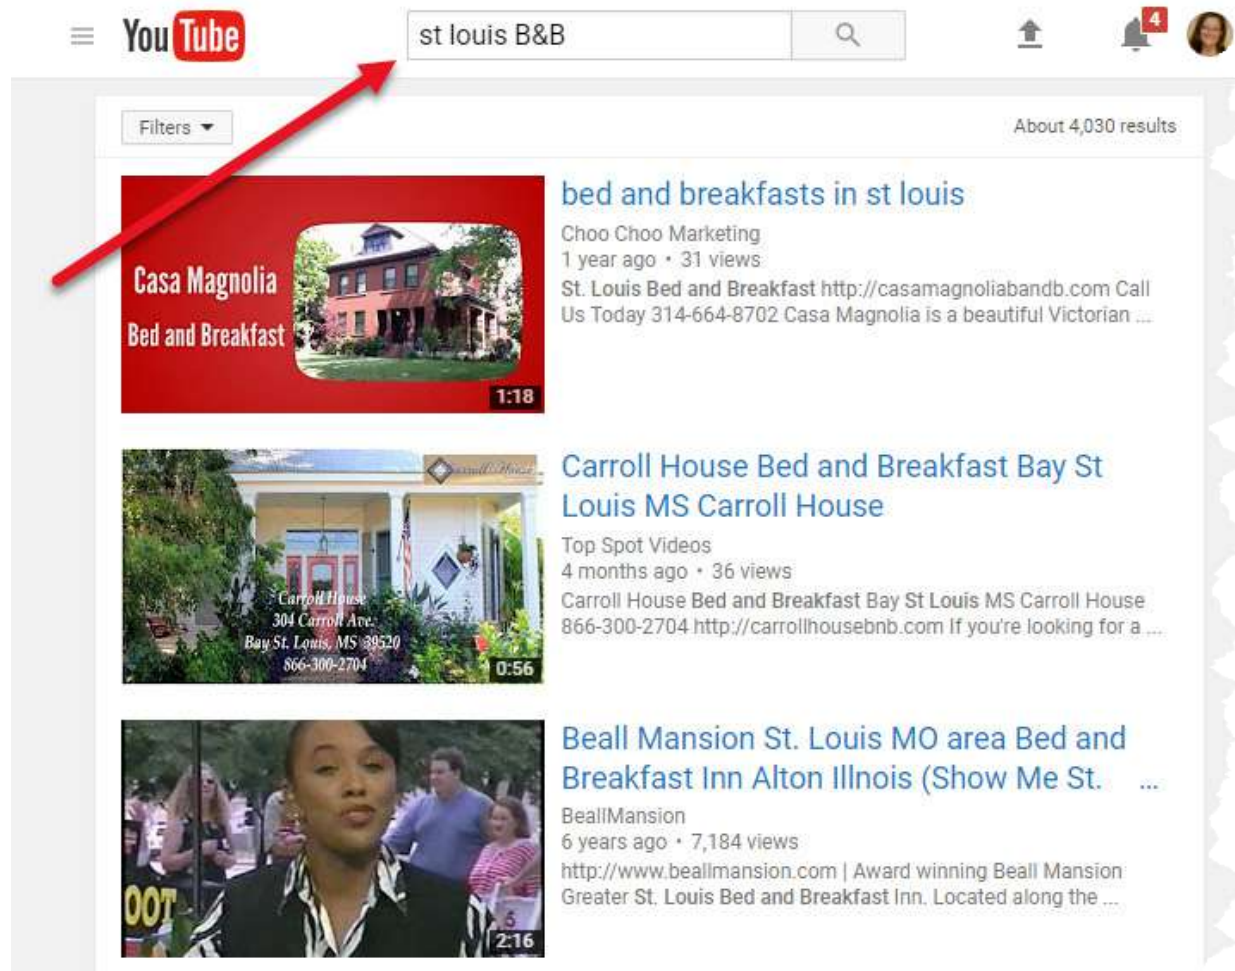 You Tube
st louis B&B
4
Filters
About 4,030 results
Casa Magnolia
Bed and Breakfast
1:18
bed and breakfasts in st louis
Choo Choo Marketing
1 year ago • 31 views
St. Louis Bed and Breakfast http://casamagnoliabandb.com Call
Us Today 314-664-8702 Casa Magnolia is a beautiful Victorian ...
Carroll House
Carroll House
304 Carroll Ave.
Bay St. Louis, MS 39520
866-300-2704
0:56
Carroll House Bed and Breakfast Bay St
Louis MS Carroll House
Top Spot Videos
4 months ago • 36 views
Carroll House Bed and Breakfast Bay St Louis MS Carroll House
866-300-2704 http://carrollhousebnb.com If you're looking for a ...
OOT
2:16
Beall Mansion St. Louis MO area Bed and
Breakfast Inn Alton Illnois (Show Me St. ...
BeallMansion
6 years ago • 7,184 views
http://www.beallmansion.com | Award winning Beall Mansion
Greater St. Louis Bed and Breakfast Inn. Located along the ...